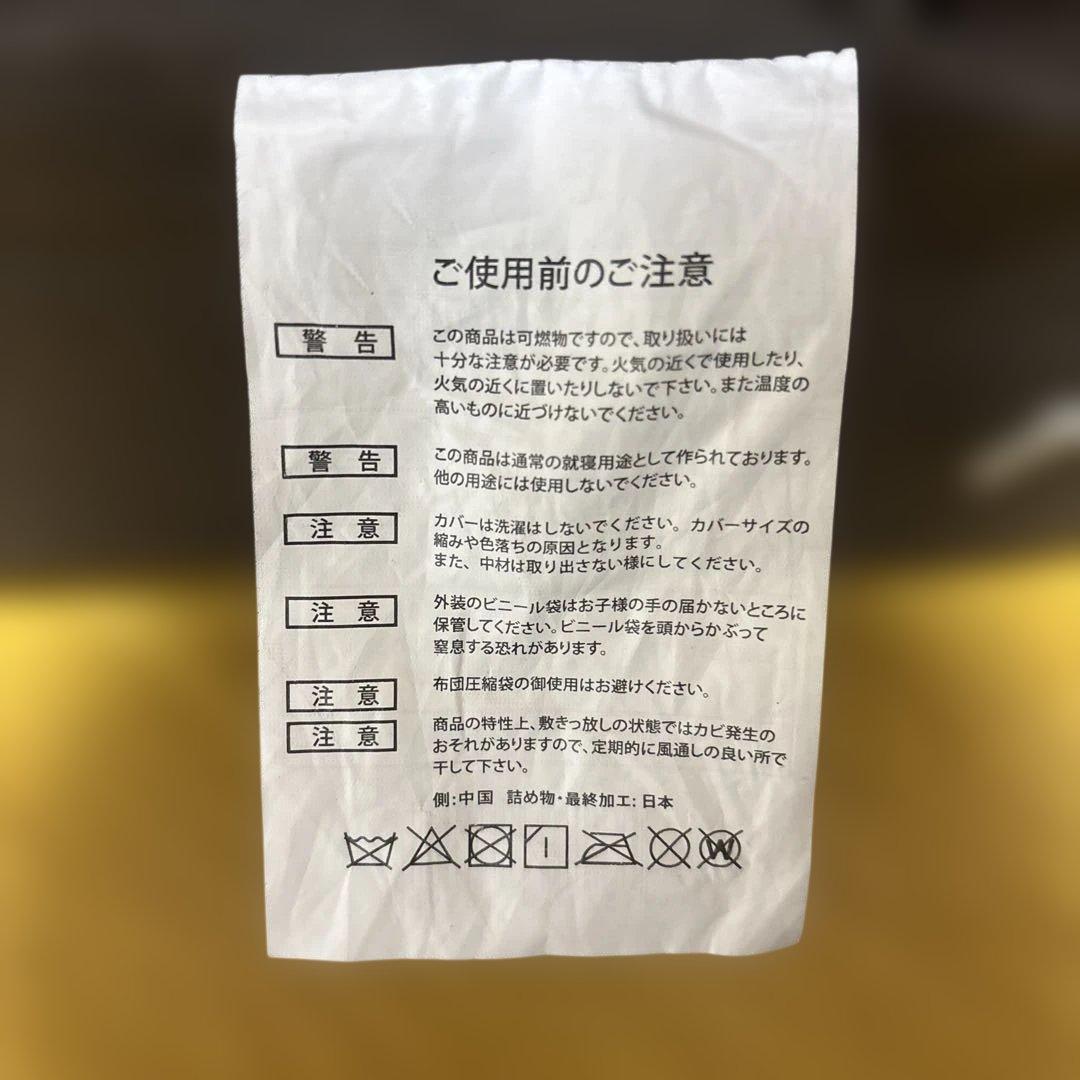 ご使用前のご注意
警告
この商品は可燃物ですので、取り扱いには
十分な注意が必要です。火気の近くで使用したり、
火気の近くに置いたりしないで下さい。また温度の
高いものに近づけないでください。
警告
この商品は通常の就寝用途として作られております。
他の用途には使用しないでください。
注意
カバーは洗濯はしないでください。カバーサイズの
縮みや色落ちの原因となります。
また、中材は取り出さない様にしてください。
注意
外装のビニール袋はお子様の手の届かないところに
保管してください。ビニール袋を頭からかぶって
窒息する恐れがあります。
注意
布団圧縮袋の御使用はお避けください。
注意
商品の特性上、敷きっ放しの状態ではカビ発生の
おそれがありますので、定期的に風通しの良い所で
干して下さい。
側:中国 詰め物・最終加工:日本
W